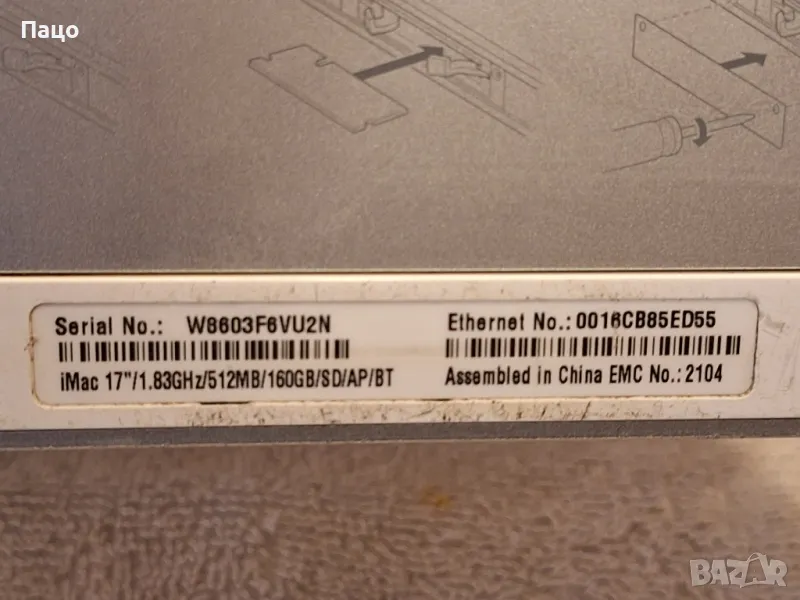 Пацо
Serial No.: W8603F6VU2N
Ethernet No.: 0016CB85ED55
iMac 17"/1.83GHz/512MB/160GB/SD/AP/BT
Assembled in China EMC No.: 2104
BAZAR